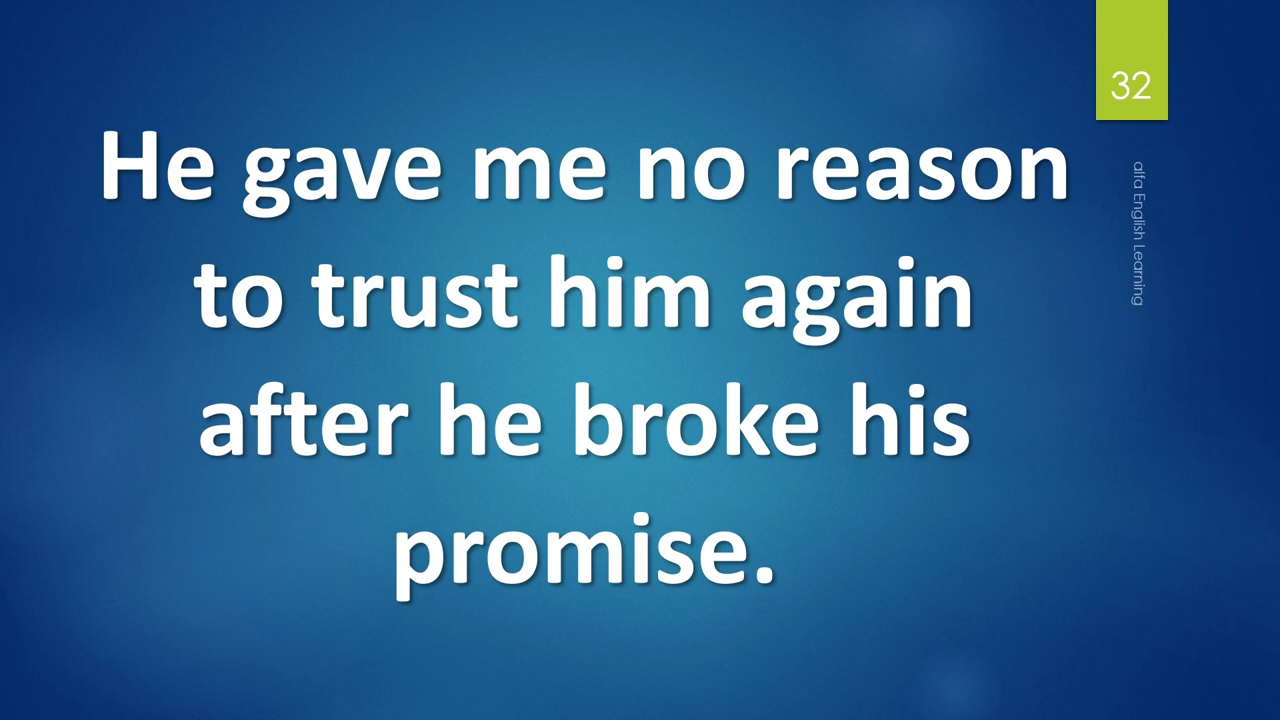 32
He gave me no reason
to trust him again
after he broke his
promise.
alfa English Learning